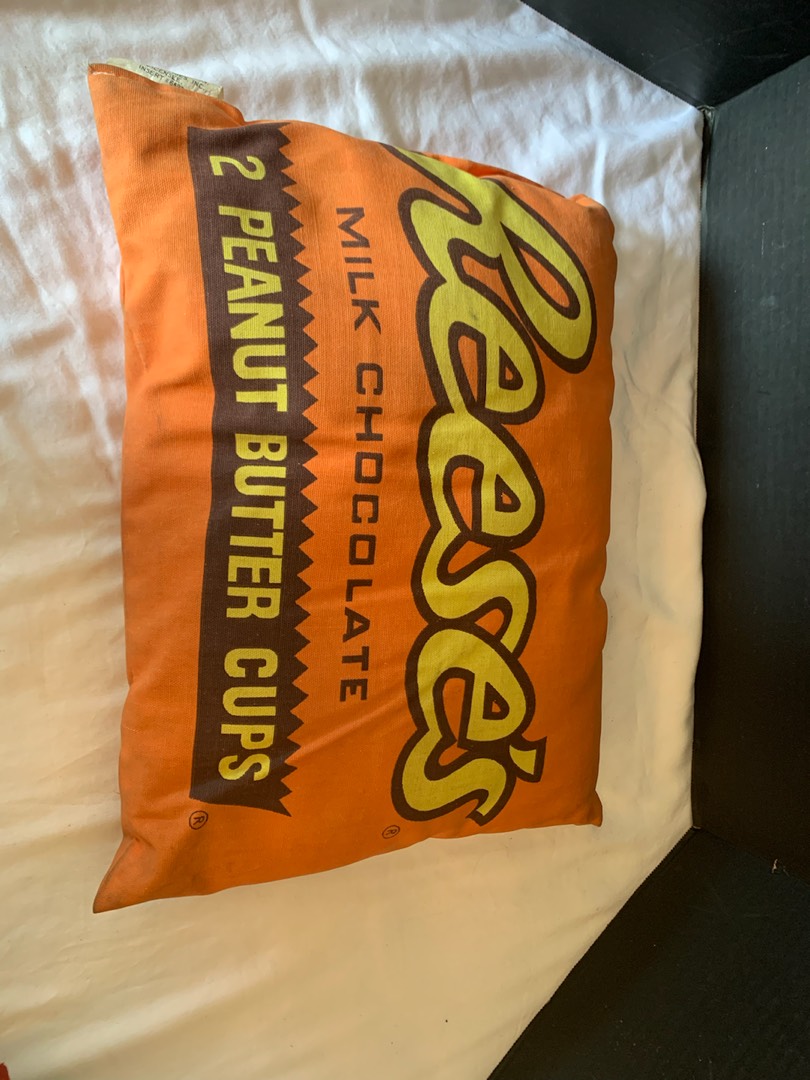 Reese's ®
MILK CHOCOLATE
2 PEANUT BUTTER CUPS ®